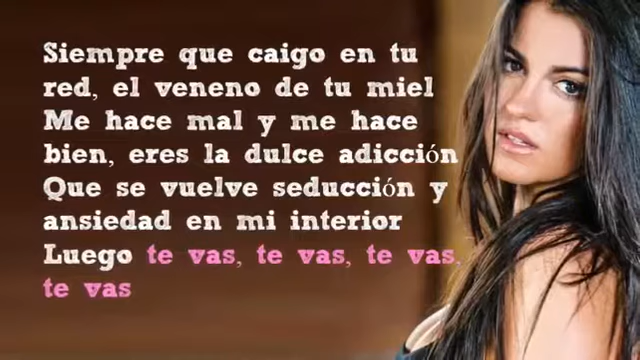 Siempre que caigo en tu
red, el veneno de tu miel
Me hace mal y me hace
bien, eres la dulce adicción
Que se vuelve seducción y
ansiedad en mi interior
Luego te vas, te vas, te vas,
te vas